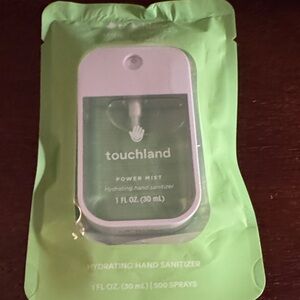 touchland
POWER MIST
Hydrating hand sanitizer
1 FL OZ. (30 mL)
HYDRATING HAND SANITIZER
1 FL OZ. (30 mL) | 500 SPRAYS